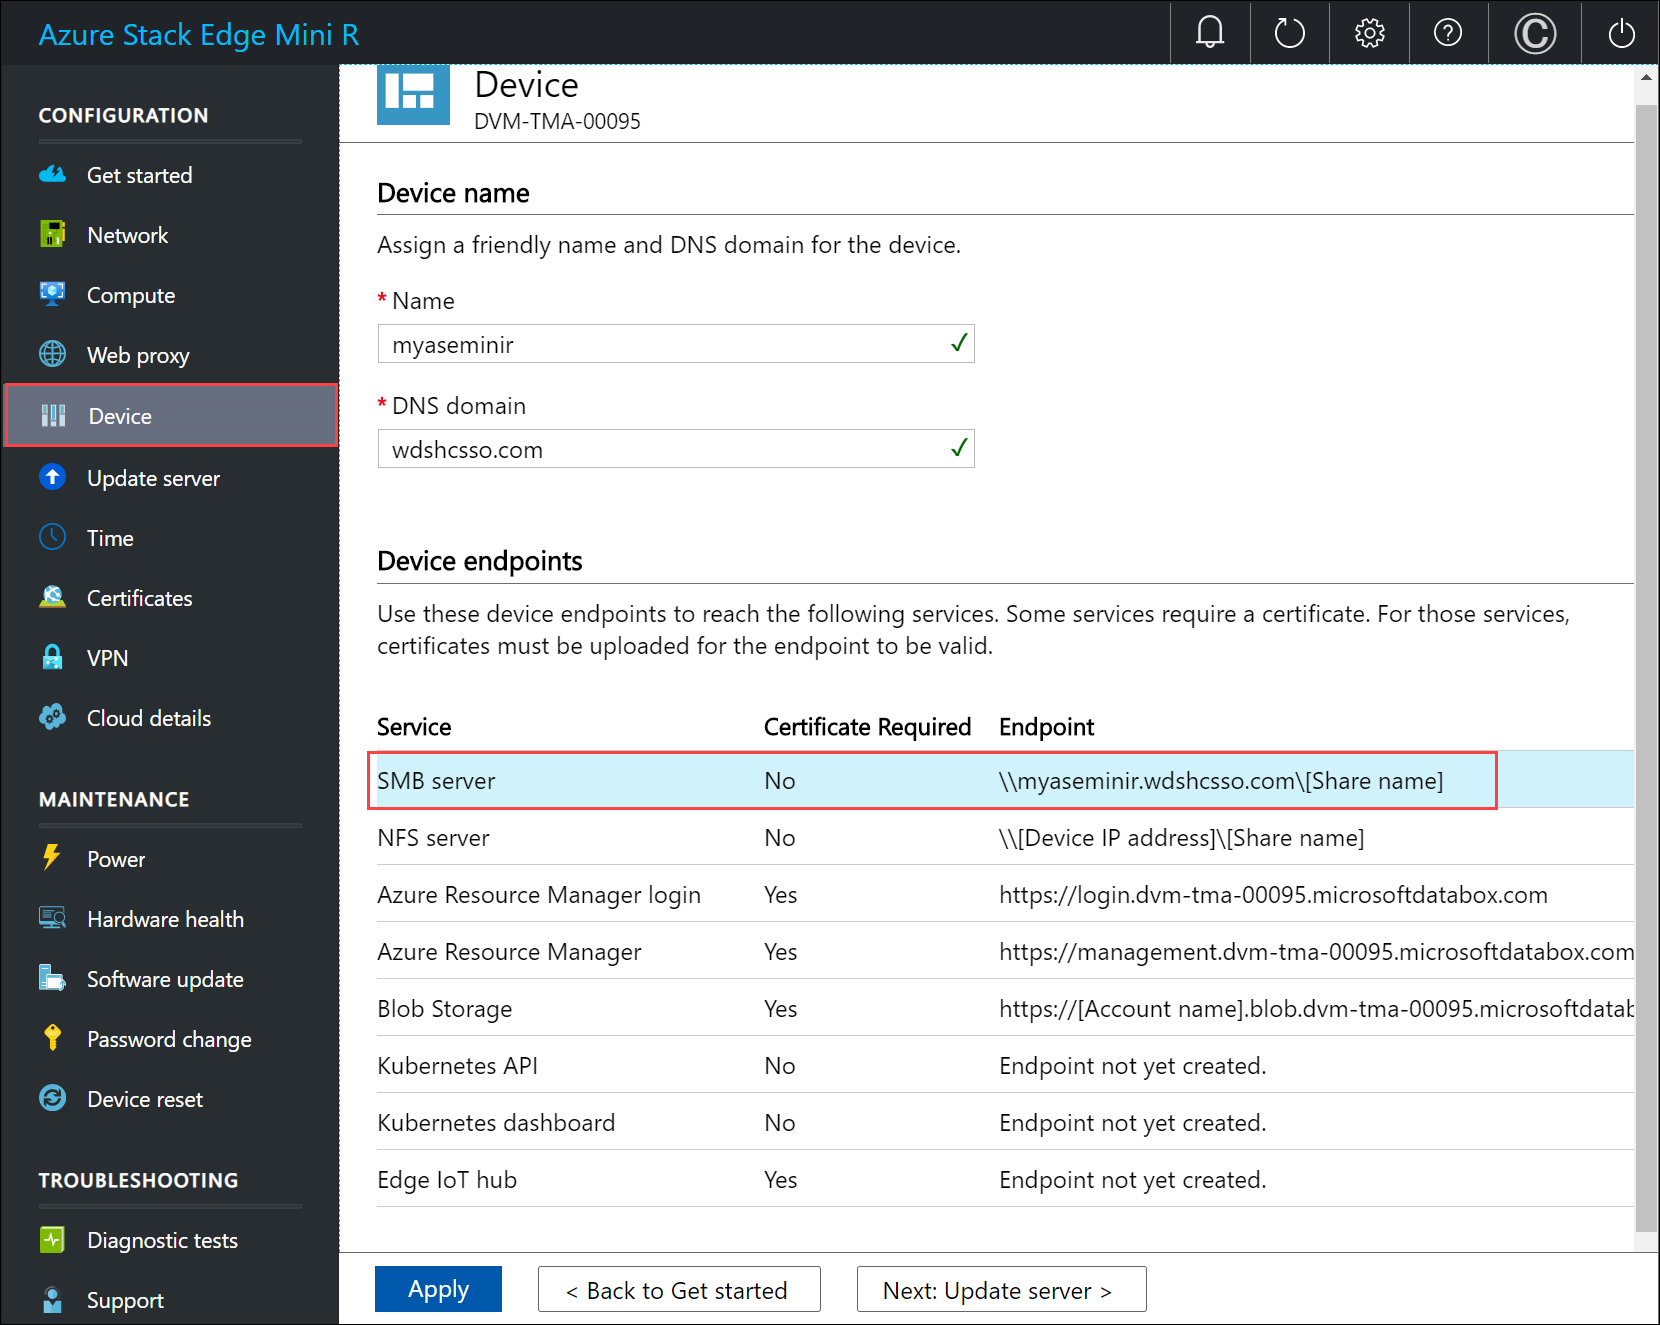 Azure Stack Edge Mini R
CONFIGURATION
Get started
Network
Compute
Web proxy
Device
Update server
Time
Certificates
VPN
Cloud details
MAINTENANCE
Power
Hardware health
Software update
Password change
Device reset
TROUBLESHOOTING
Diagnostic tests
Support
Device
DVM-TMA-00095
Device name
Assign a friendly name and DNS domain for the device.
* Name
myaseminir
* DNS domain
wdshcsso.com
Device endpoints
Use these device endpoints to reach the following services. Some services require a certificate. For those services,
certificates must be uploaded for the endpoint to be valid.
Service Certificate Required Endpoint
SMB server No \\myaseminir.wdshcsso.com\[Share name]
NFS server No \\[Device IP address]\[Share name]
Azure Resource Manager login Yes https://login.dvm-tma-00095.microsoftdatabox.com
Azure Resource Manager Yes https://management.dvm-tma-00095.microsoftdatabox.com
Blob Storage Yes https://[Account name].blob.dvm-tma-00095.microsoftdatab
Kubernetes API No Endpoint not yet created.
Kubernetes dashboard No Endpoint not yet created.
Edge IoT hub Yes Endpoint not yet created.
Apply
< Back to Get started
Next: Update server >